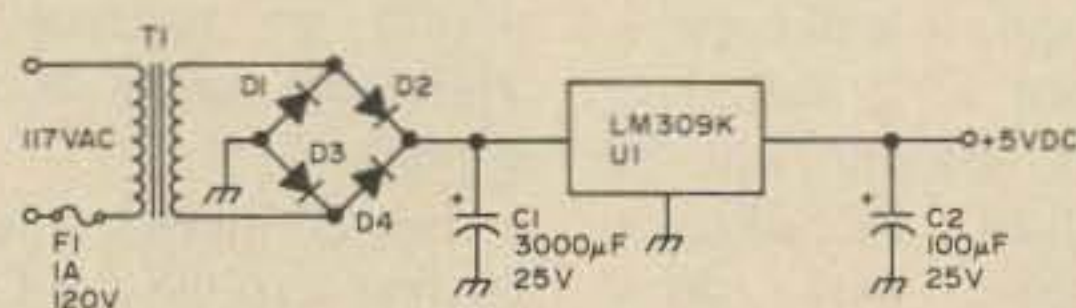 T1
117VAC
F1
1A
120V
D1
D2
D3
D4
C1
3000µF
25V
LM309K
U1
+
+
C2
100µF
25V
+5VDC